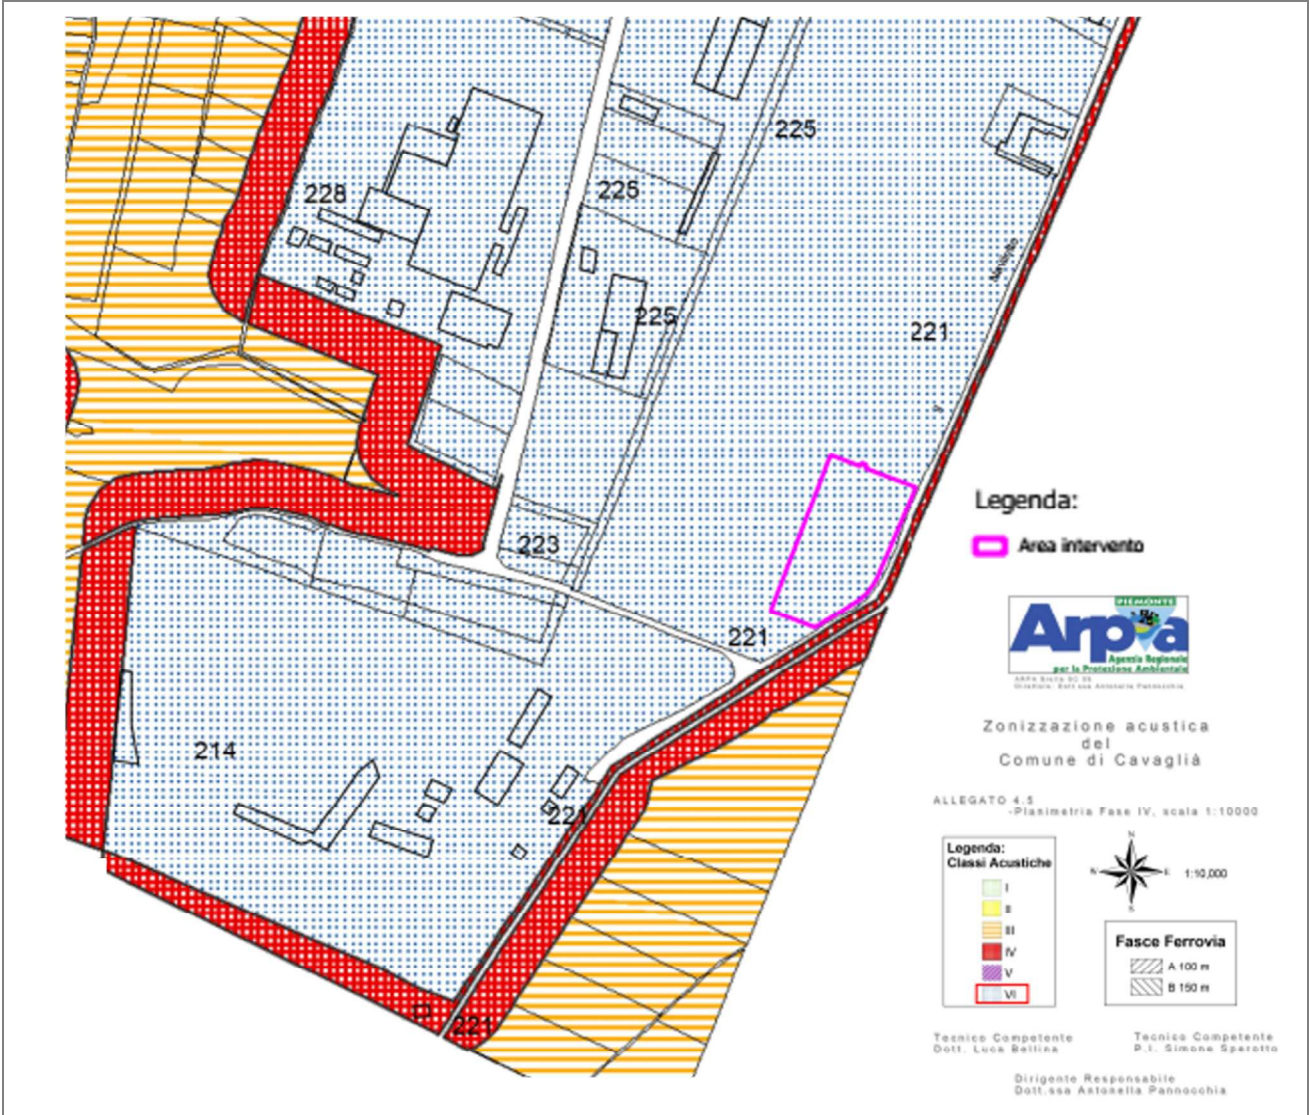 225
228
225
225
221
223
221
214
221
221
Legenda:
Area intervento
PIEMONTE
Arpa
Agenzia Regionale
per la Protezione Ambientale
Zonizzazione acustica
del
Comune di Cavaglià
ALLEGATO 4.5
-Planimetria Fase IV, scala 1:10000
Legenda:
Classi Acustiche
I
II
III
IV
V
VI
N
W
E
S
1:10,000
Fasce Ferrovia
A 100 m
B 150 m
Tecnico Competente
Dott. Luca Bellina
Tecnico Competente
P.I. Simone Sperotto
Dirigente Responsabile
Dott.ssa Antonella Pannocchia